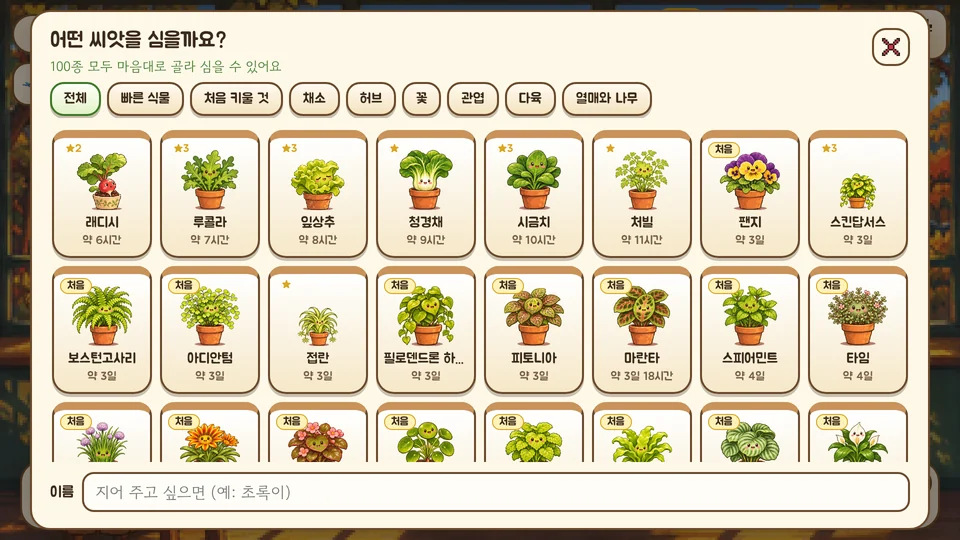 어떤 씨앗을 심을까요?
100종 모두 마음대로 골라 심을 수 있어요
전체 빠른 식물 처음 키울 것 채소 허브 꽃 관엽 다육 열매와 나무
★2 ★3 ★3 ★ ★3 ★ 처음 ★3
래디시 루콜라 잎상추 청경채 시금치 처빌 팬지 스킨답서스
약 6시간 약 7시간 약 8시간 약 9시간 약 10시간 약 11시간 약 3일 약 3일
처음 처음 ★ 처음 처음 처음 처음
보스턴고사리 아디안텀 접란 필로덴드론 하... 피토니아 마란타 스피어민트 타임
약 3일 약 3일 약 3일 약 3일 약 3일 약 3일 18시간 약 4일 약 4일
처음 처음 처음 처음 처음 처음 처음 처음
이름 지어 주고 싶으면 (예: 초록이)